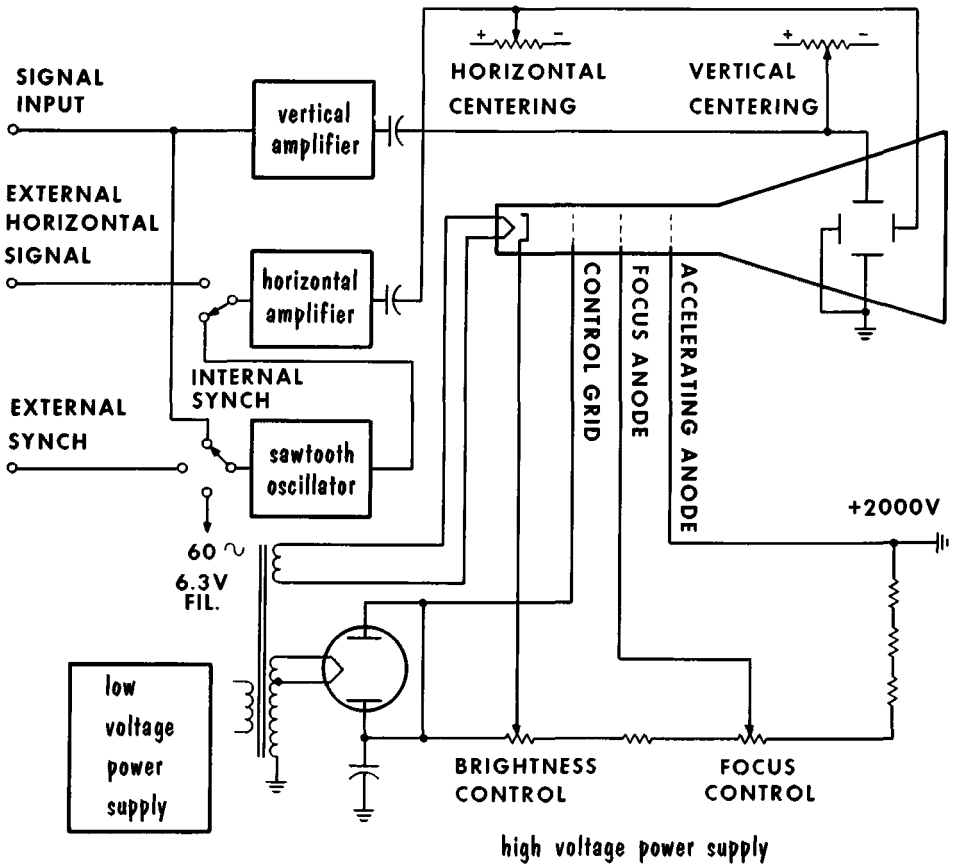 + −
HORIZONTAL
CENTERING
+ −
VERTICAL
CENTERING
SIGNAL
INPUT
vertical
amplifier
EXTERNAL
HORIZONTAL
SIGNAL
horizontal
amplifier
INTERNAL
SYNCH
EXTERNAL
SYNCH
sawtooth
oscillator
CONTROL GRID
FOCUS ANODE
ACCELERATING ANODE
+2000V
60 ~
6.3V
FIL.
low
voltage
power
supply
BRIGHTNESS
CONTROL
FOCUS
CONTROL
high voltage power supply